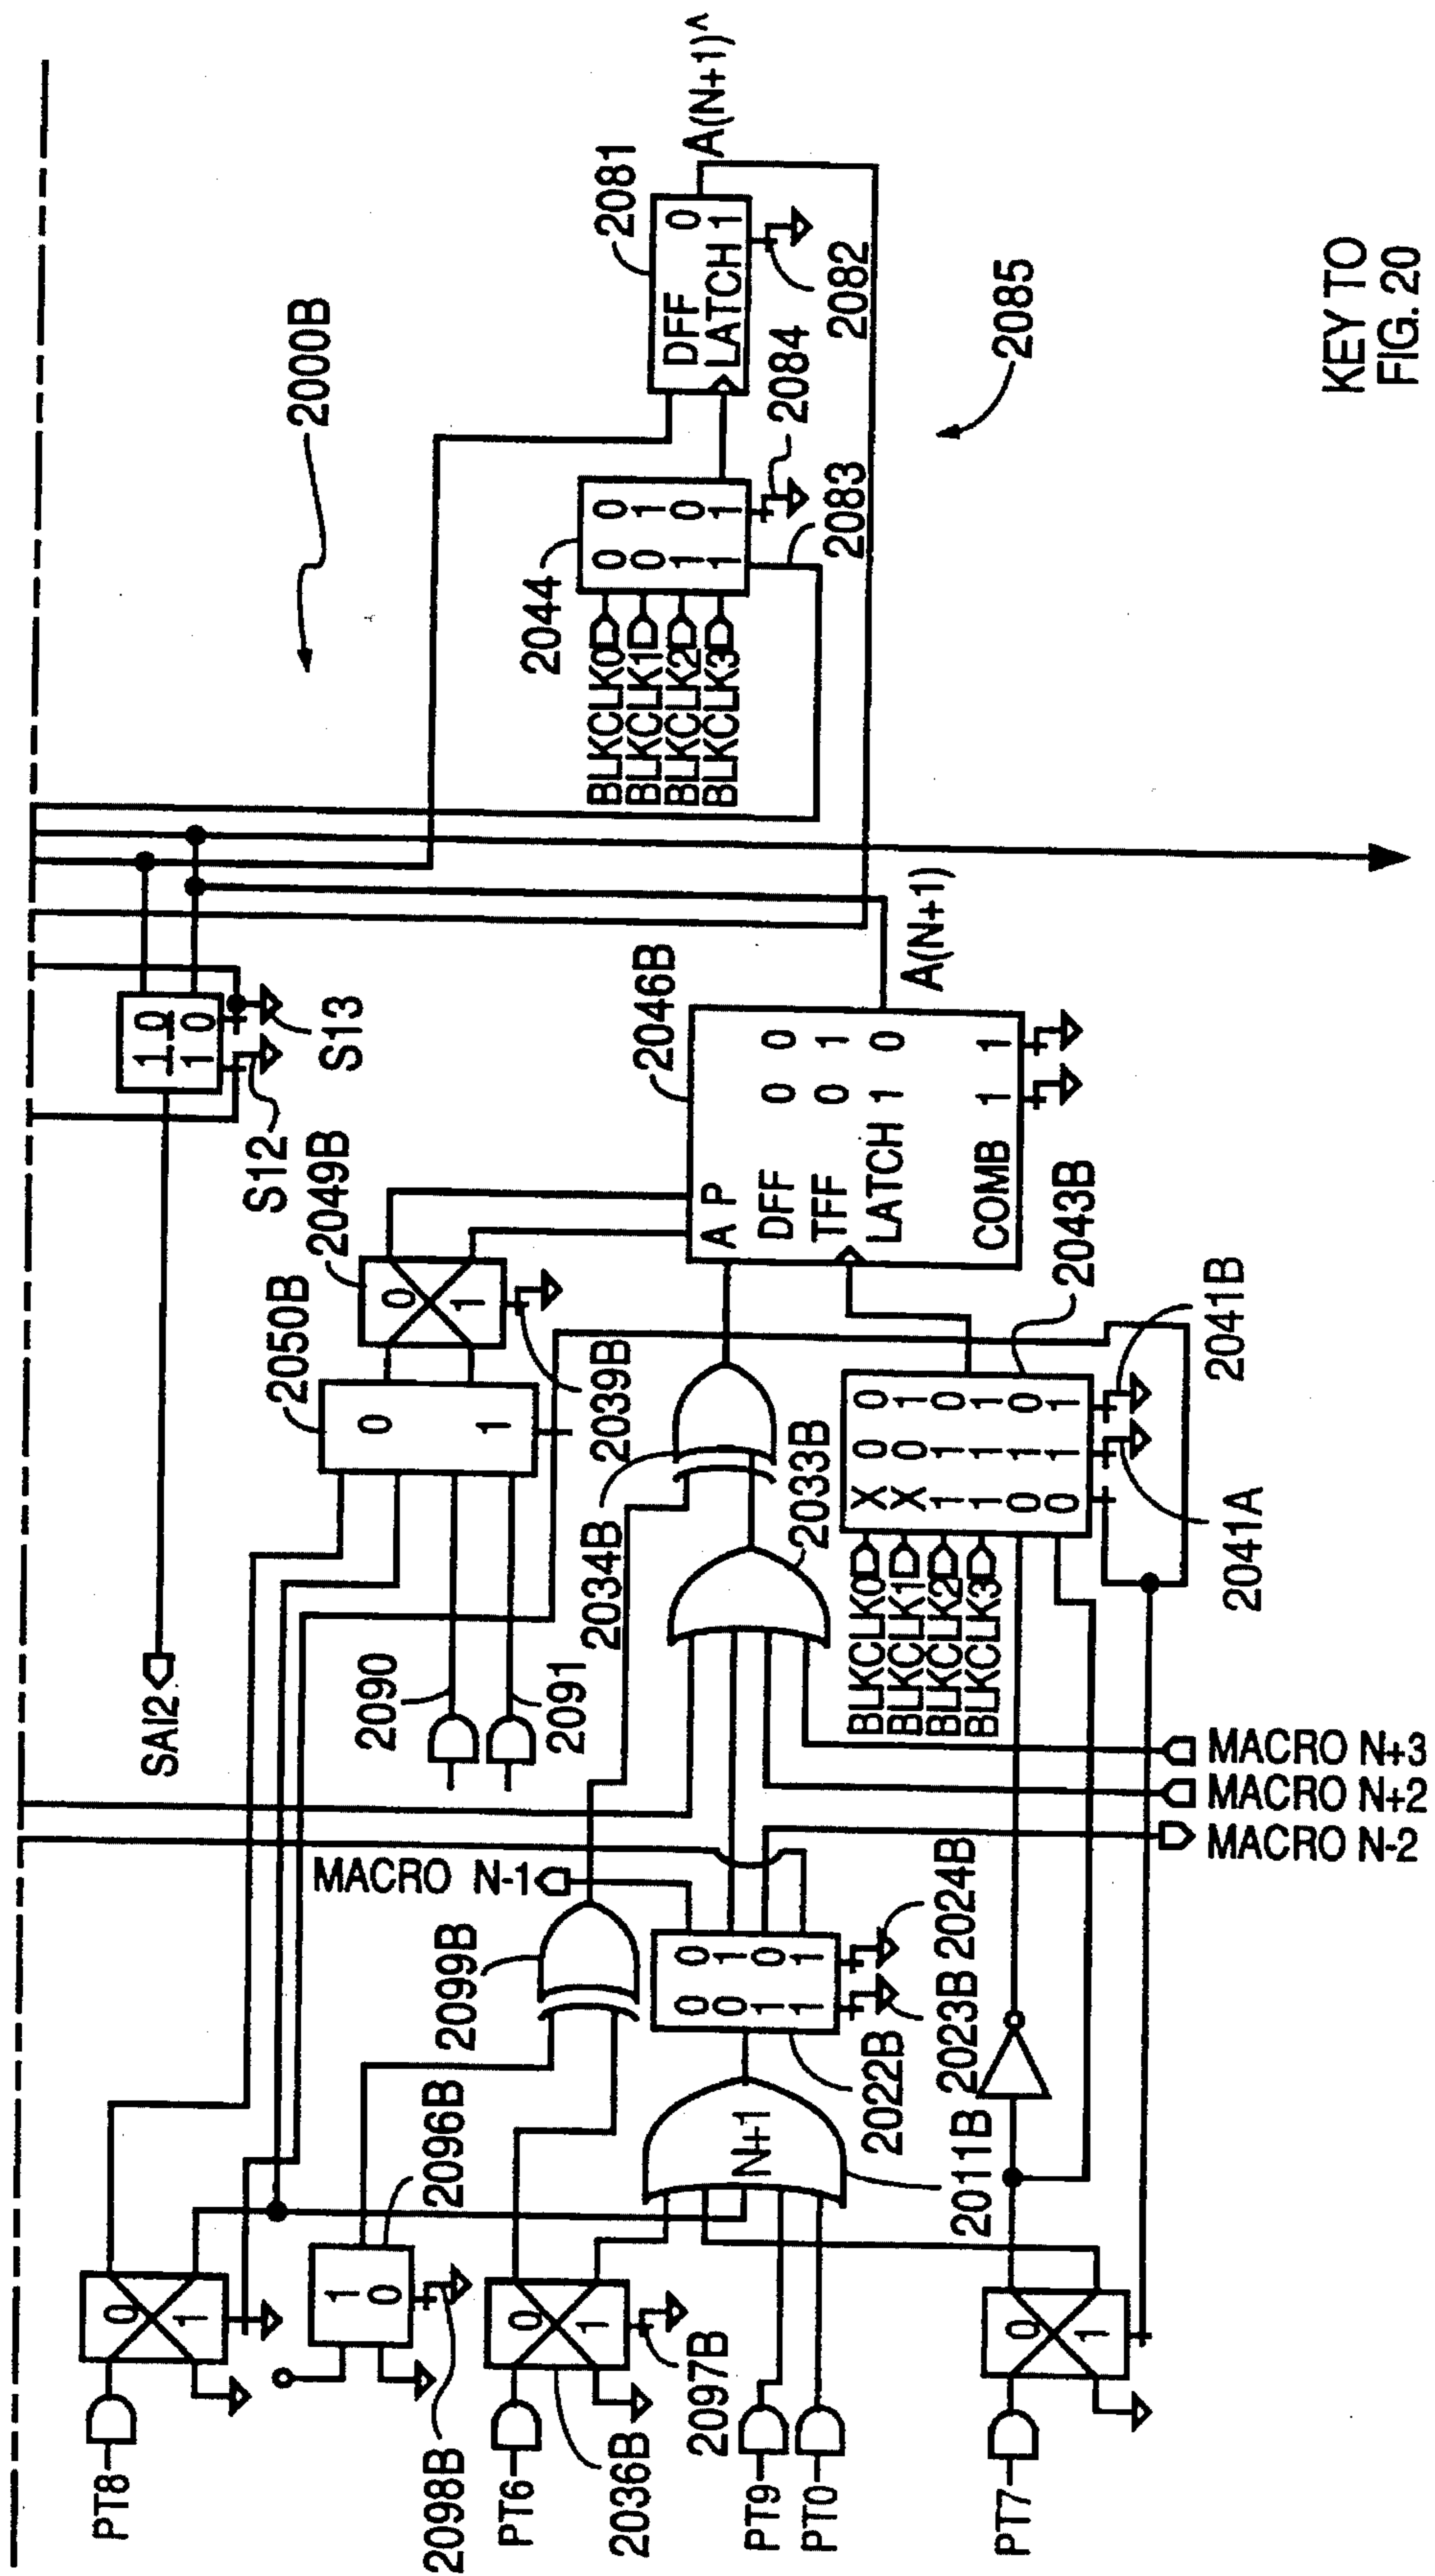 2000B
PT8
PT6
PT9
PT0
PT7
0
1
1
0
0
1
0
1
2098B
2036B
2097B
2096B
N+1
2011B
2099B
MACRO N-1
0 0
0 1
1 0
1 1
2022B
2023B
2024B
MACRO N+3
MACRO N+2
MACRO N-2
SAI2
2090
2091
2050B
0
1
2049B
0
1
2039B
2034B
2033B
BLKCLK0
BLKCLK1
BLKCLK2
BLKCLK3
X 0 0
X 0 1
1 1 0
1 1 1
0 1 0
0 1 1
2043B
2041A
2041B
1 0
1 0
S12
S13
2046B
A P
DFF 0 0
TFF 0 1
LATCH 1 0
COMB 1 1
A(N+1)
2044
BLKCLK0
BLKCLK1
BLKCLK2
BLKCLK3
0 0
0 1
1 0
1 1
2083
2084
2081
DFF 0
LATCH 1
2082
A(N+1)^
2085
KEY TO
FIG. 20